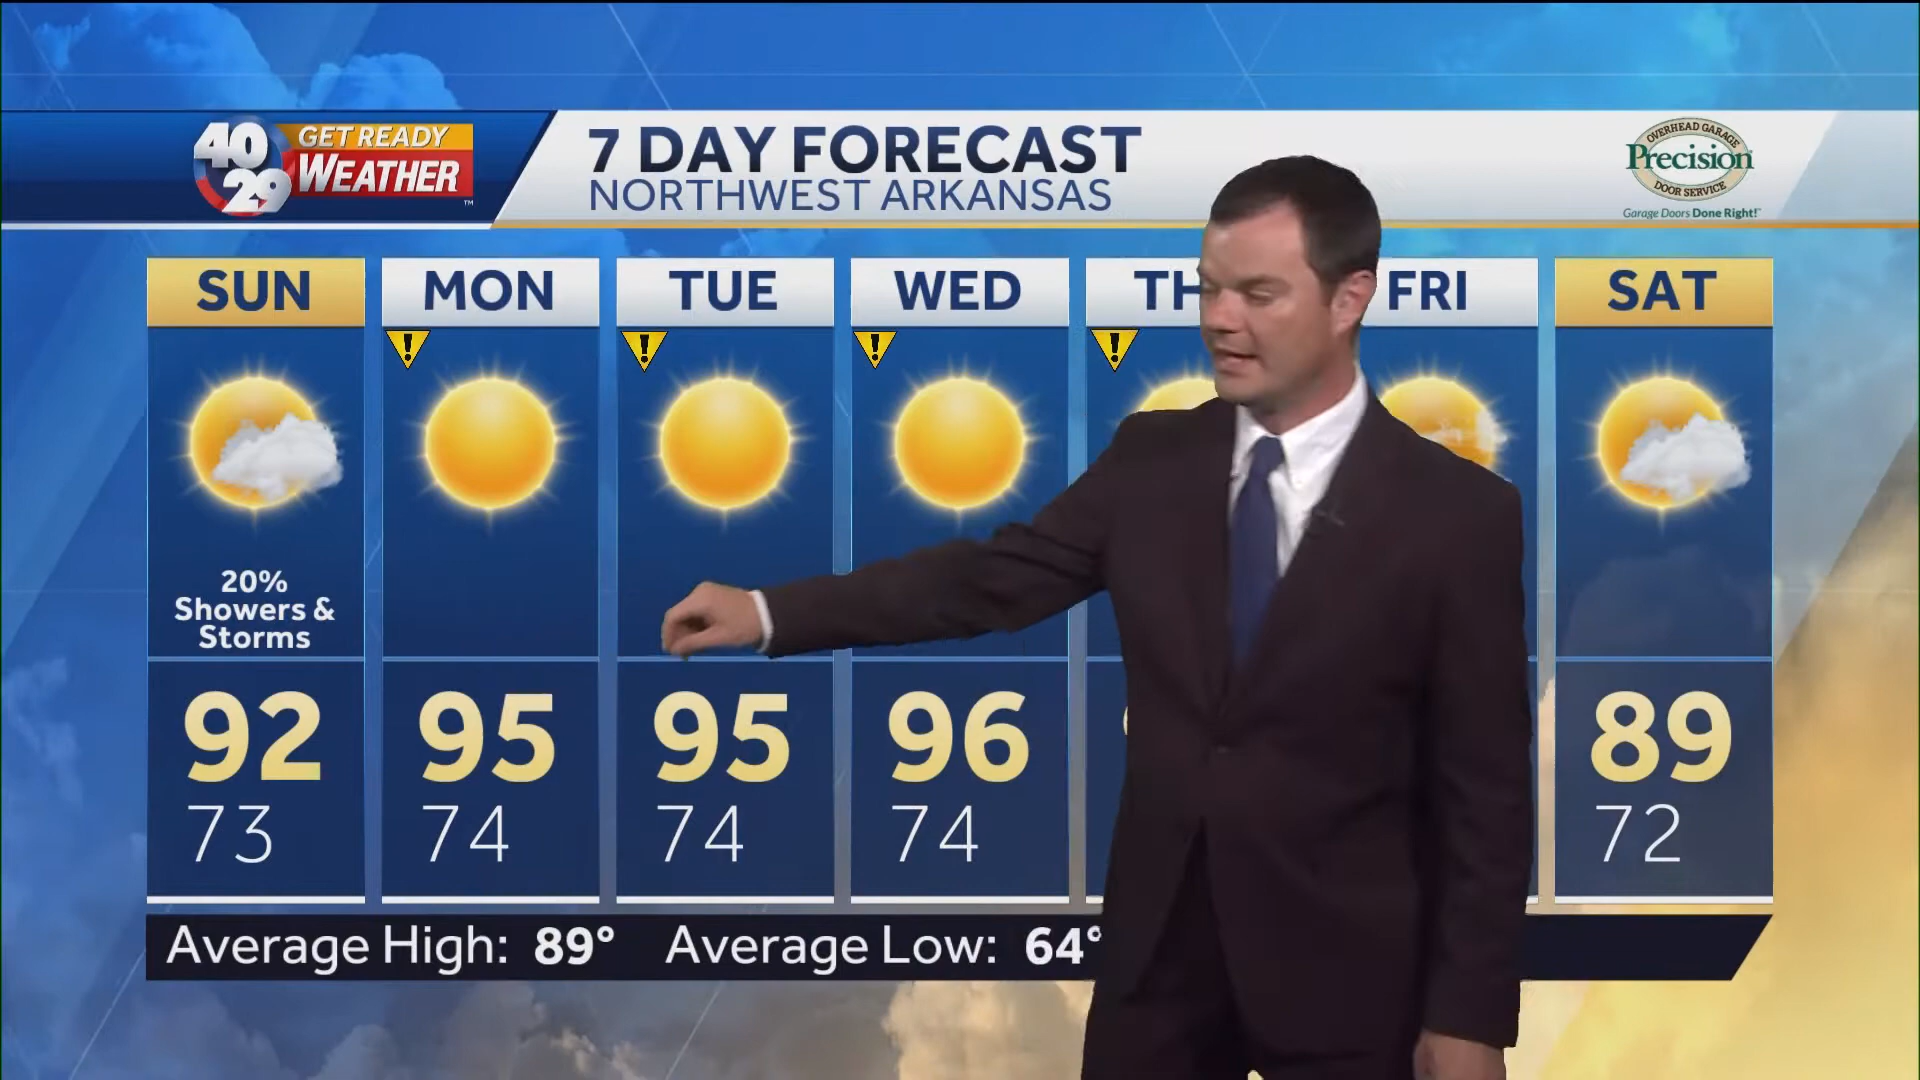 40
29
GET READY
WEATHER™
7 DAY FORECAST
NORTHWEST ARKANSAS
OVERHEAD GARAGE
Precision
DOOR SERVICE
Garage Doors Done Right!
SUN
MON
TUE
WED
TH
FRI
SAT
!
!
!
!
20%
Showers &
Storms
92
95
95
96
89
73
74
74
74
72
Average High: 89° Average Low: 64°